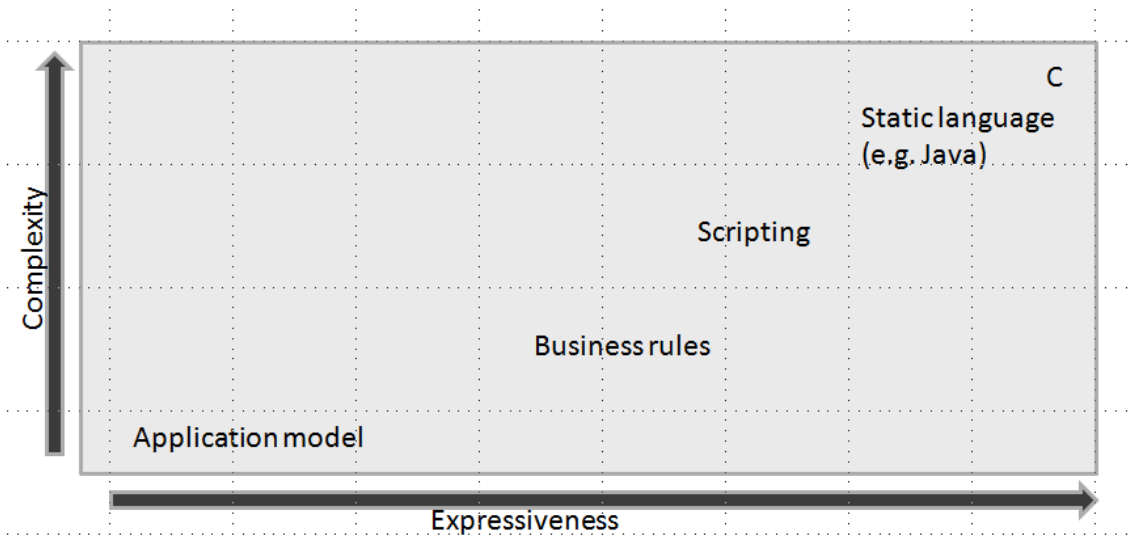 C
Static language
(e.g. Java)
Scripting
Business rules
Application model
Complexity
Expressiveness